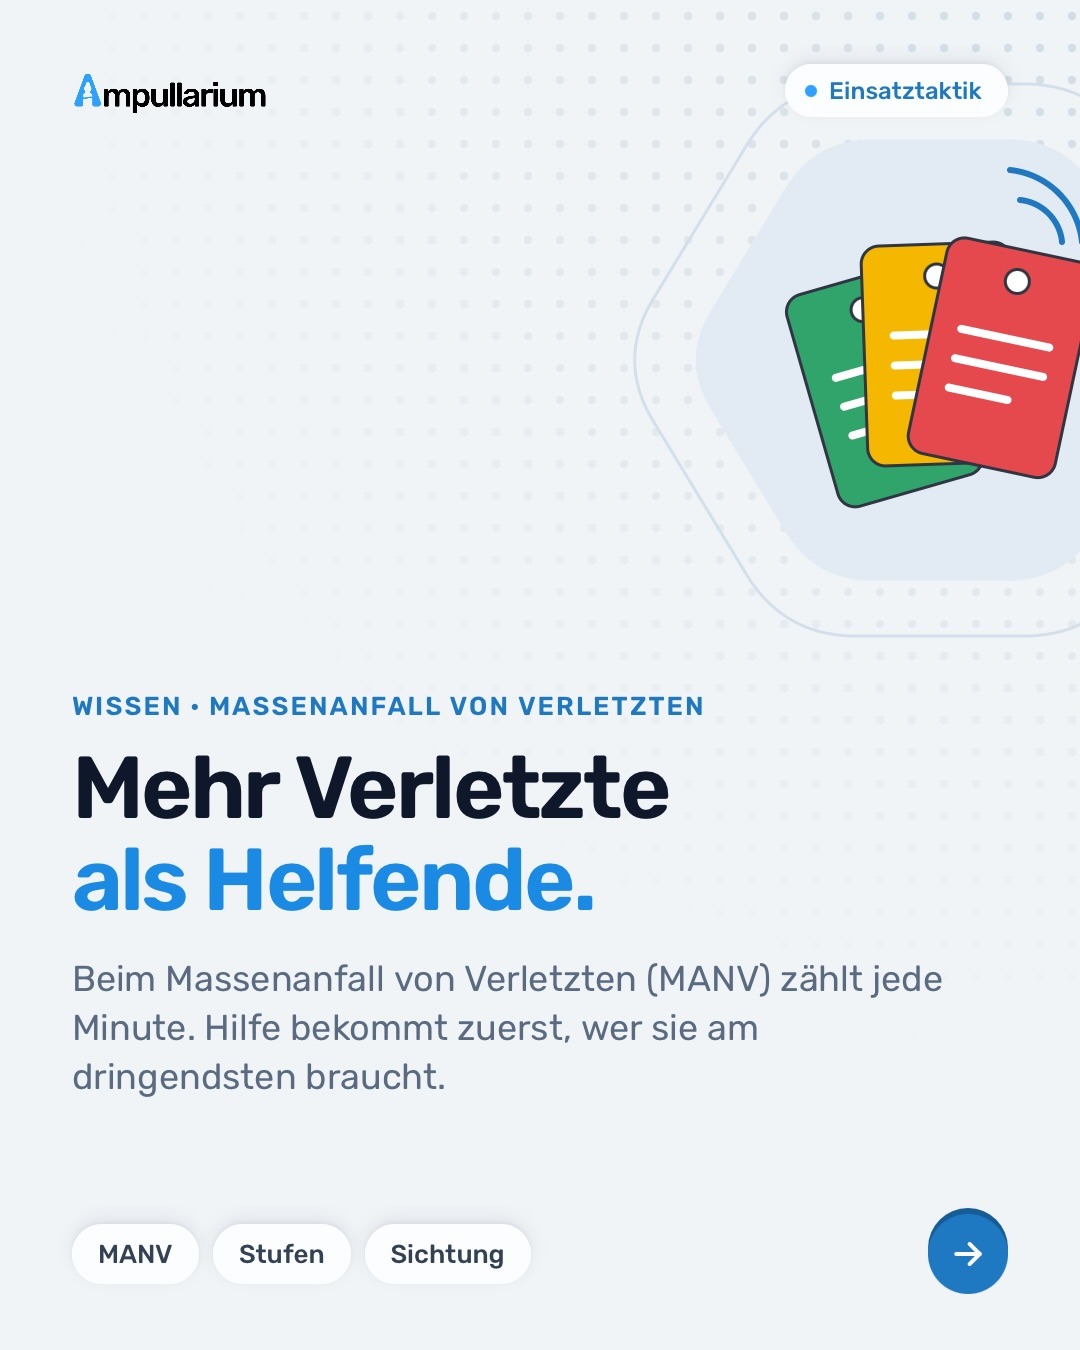 Ampullarium
Einsatztaktik
WISSEN · MASSENANFALL VON VERLETZTEN
Mehr Verletzte
als Helfende.
Beim Massenanfall von Verletzten (MANV) zählt jede
Minute. Hilfe bekommt zuerst, wer sie am
dringendsten braucht.
MANV
Stufen
Sichtung